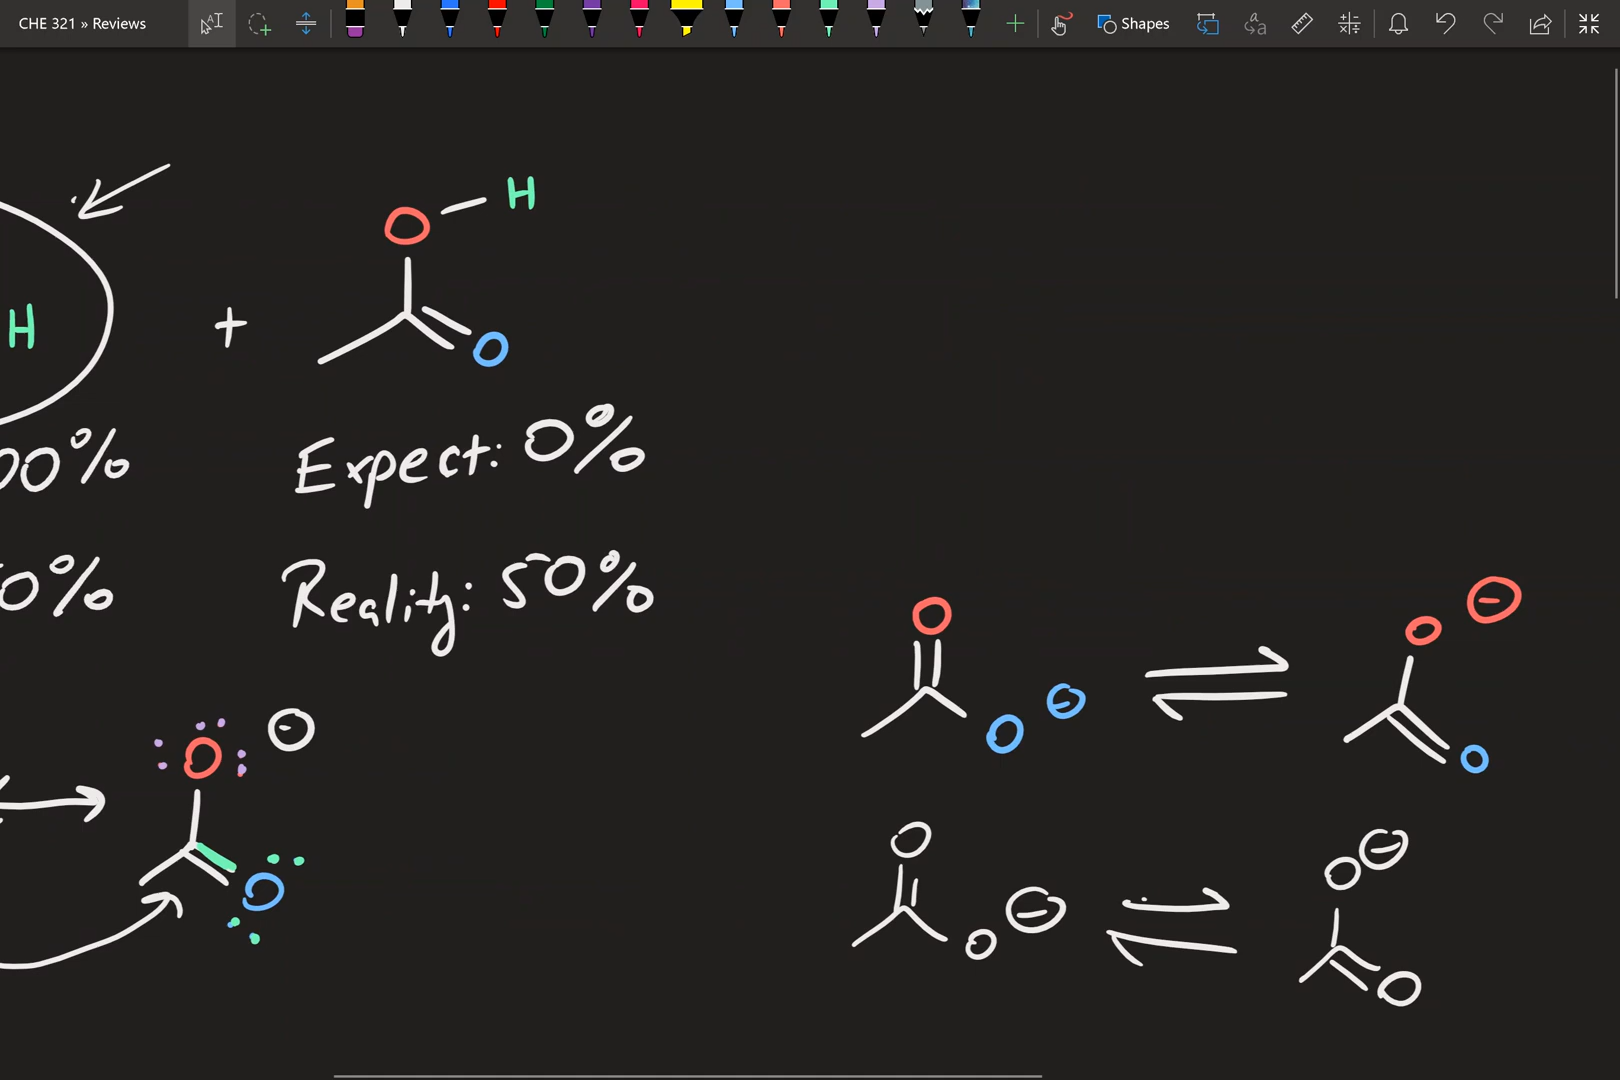 CHE 321 » Reviews
Shapes
O H
H + O
00% Expect: 0%
0% Reality: 50%
O ⊖ O ⊖
O ⊖ O
O O
O O ⊖
O ⊖ O